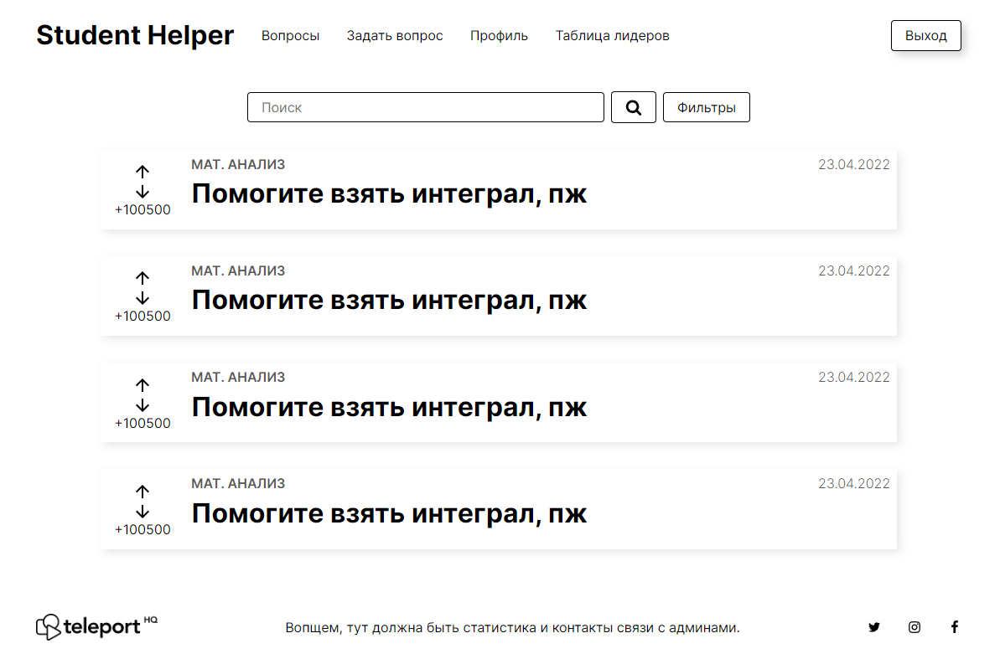 Student Helper Вопросы Задать вопрос Профиль Таблица лидеров Выход
Поиск Фильтры
МАТ. АНАЛИЗ 23.04.2022
Помогите взять интеграл, пж
+100500
МАТ. АНАЛИЗ 23.04.2022
Помогите взять интеграл, пж
+100500
МАТ. АНАЛИЗ 23.04.2022
Помогите взять интеграл, пж
+100500
МАТ. АНАЛИЗ 23.04.2022
Помогите взять интеграл, пж
+100500
teleport HQ Вопщем, тут должна быть статистика и контакты связи с админами.